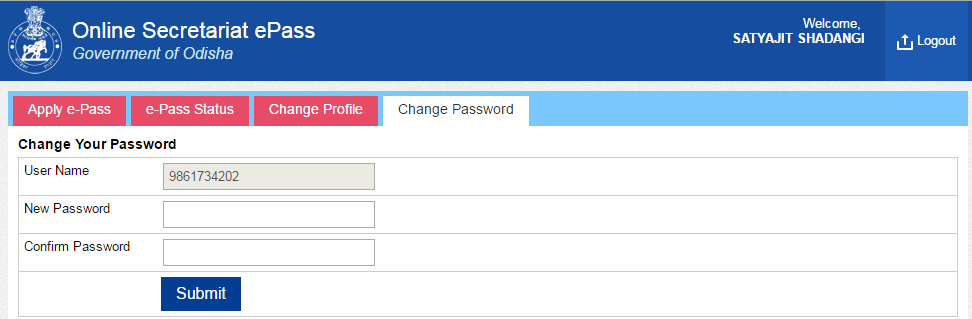 Online Secretariat ePass
Government of Odisha
Welcome,
SATYAJIT SHADANGI
Logout
Apply e-Pass
e-Pass Status
Change Profile
Change Password
Change Your Password
User Name
9861734202
New Password
Confirm Password
Submit